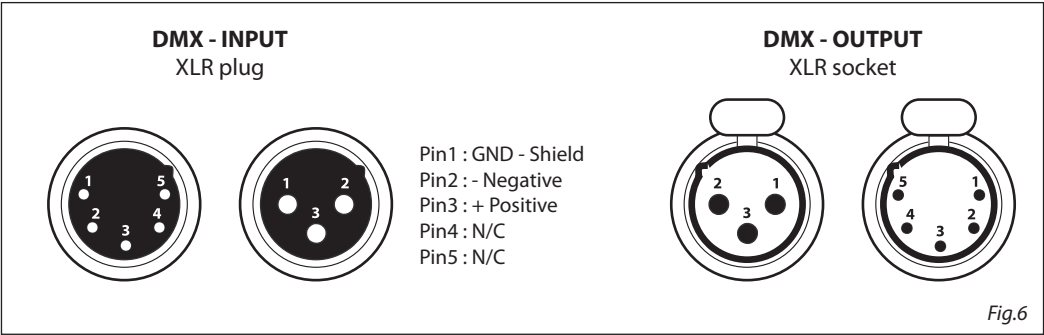 DMX - INPUT
XLR plug
DMX - OUTPUT
XLR socket
1 5
2 4
3
1 2
3
Pin1 : GND - Shield
Pin2 : - Negative
Pin3 : + Positive
Pin4 : N/C
Pin5 : N/C
2 1
3
5 1
4 2
3
Fig.6